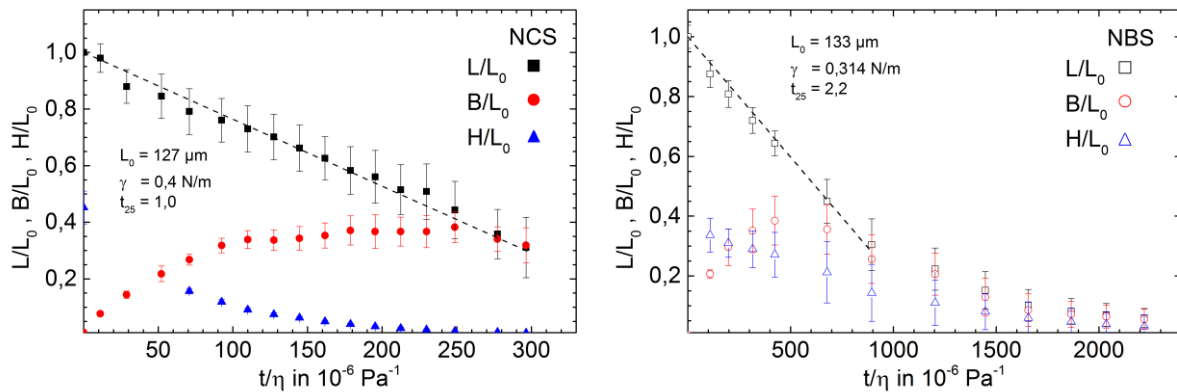 NCS
L/L₀
B/L₀
H/L₀
L₀ = 127 µm
γ = 0,4 N/m
t₂₅ = 1,0
L/L₀ , B/L₀ , H/L₀
1,0
0,8
0,6
0,4
0,2
50 100 150 200 250 300
t/η in 10⁻⁶ Pa⁻¹
NBS
L/L₀
B/L₀
H/L₀
L₀ = 133 µm
γ = 0,314 N/m
t₂₅ = 2,2
L/L₀ , B/L₀ , H/L₀
1,0
0,8
0,6
0,4
0,2
500 1000 1500 2000
t/η in 10⁻⁶ Pa⁻¹